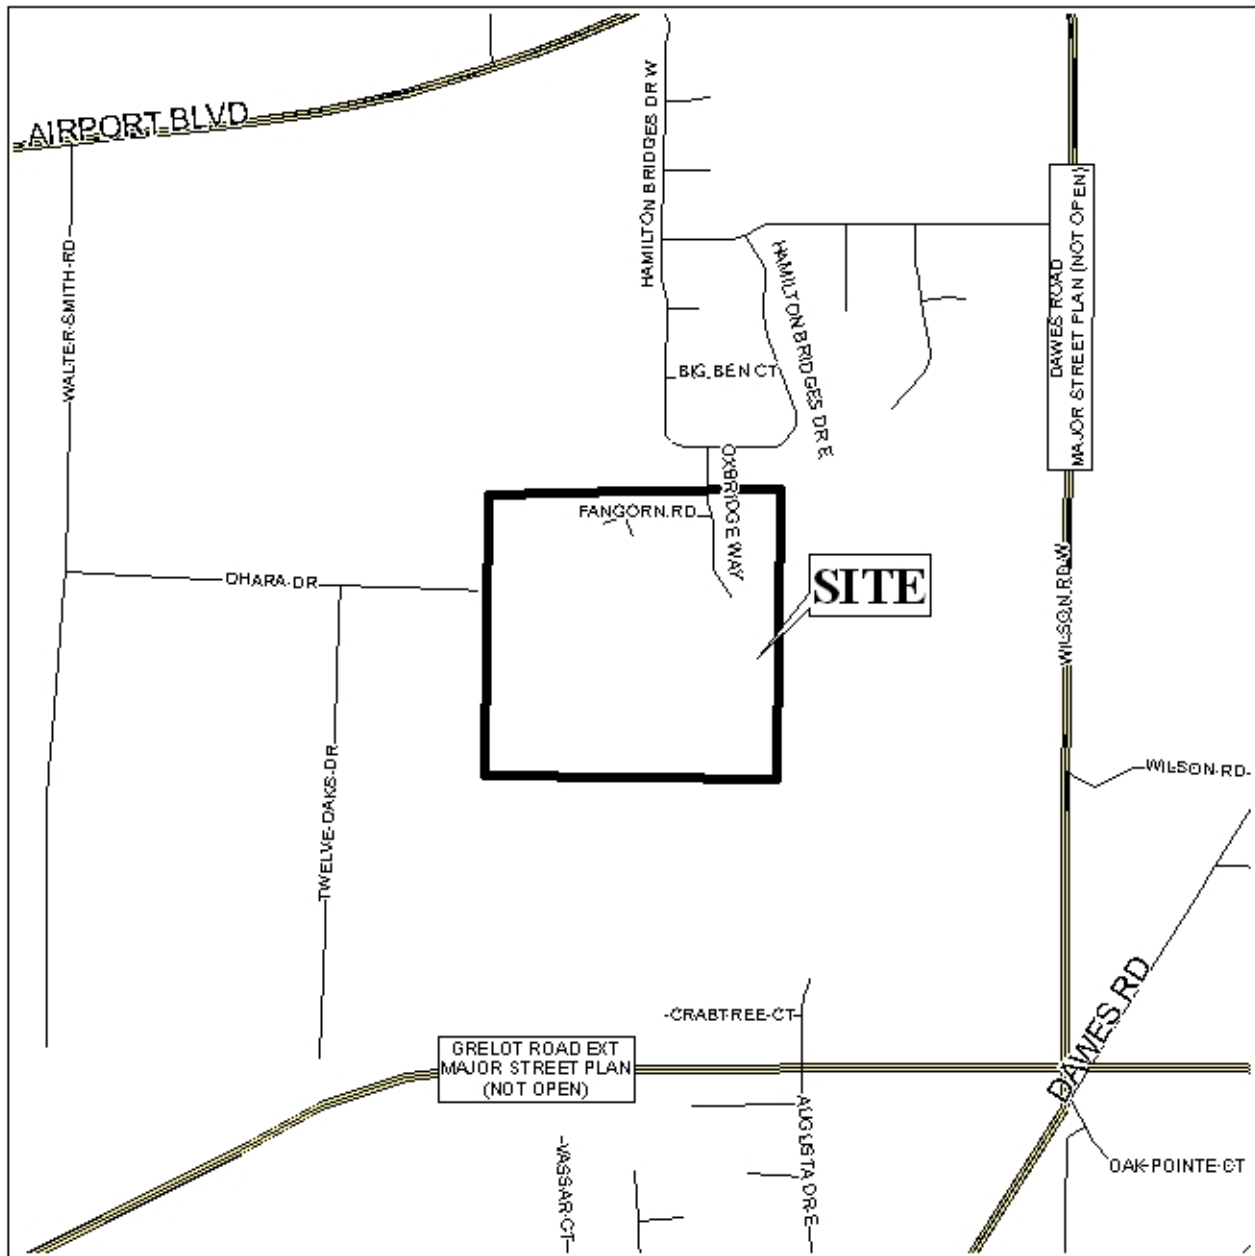 AIRPORT BLVD
HAMILTON BRIDGES DR W
WALTER SMITH RD
HAMILTON BRIDGES DR E
DAWES ROAD
MAJOR STREET PLAN (NOT OPEN)
BIG BEN CT
OXBRIDGE WAY
FANGORN RD
OHARA DR
SITE
WILSON RD W
TWELVE OAKS DR
WILSON RD
DAWES RD
CRABTREE CT
GRELOT ROAD EXT
MAJOR STREET PLAN
(NOT OPEN)
AUGUSTA DR E
VASSAR CT
OAK POINTE CT